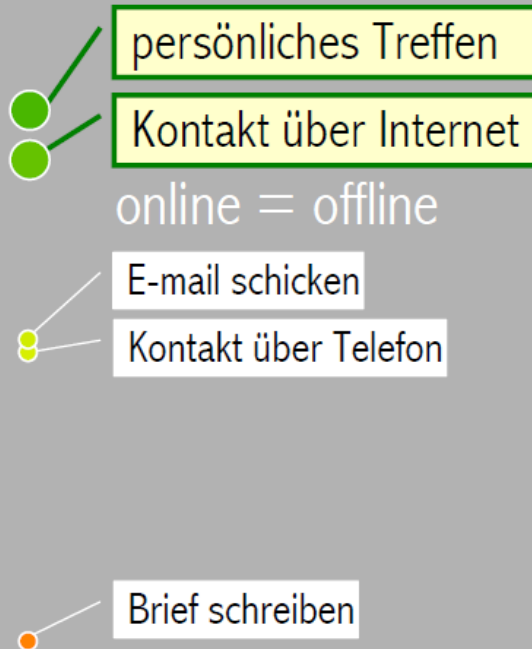 persönliches Treffen
Kontakt über Internet
online = offline
E-mail schicken
Kontakt über Telefon
Brief schreiben